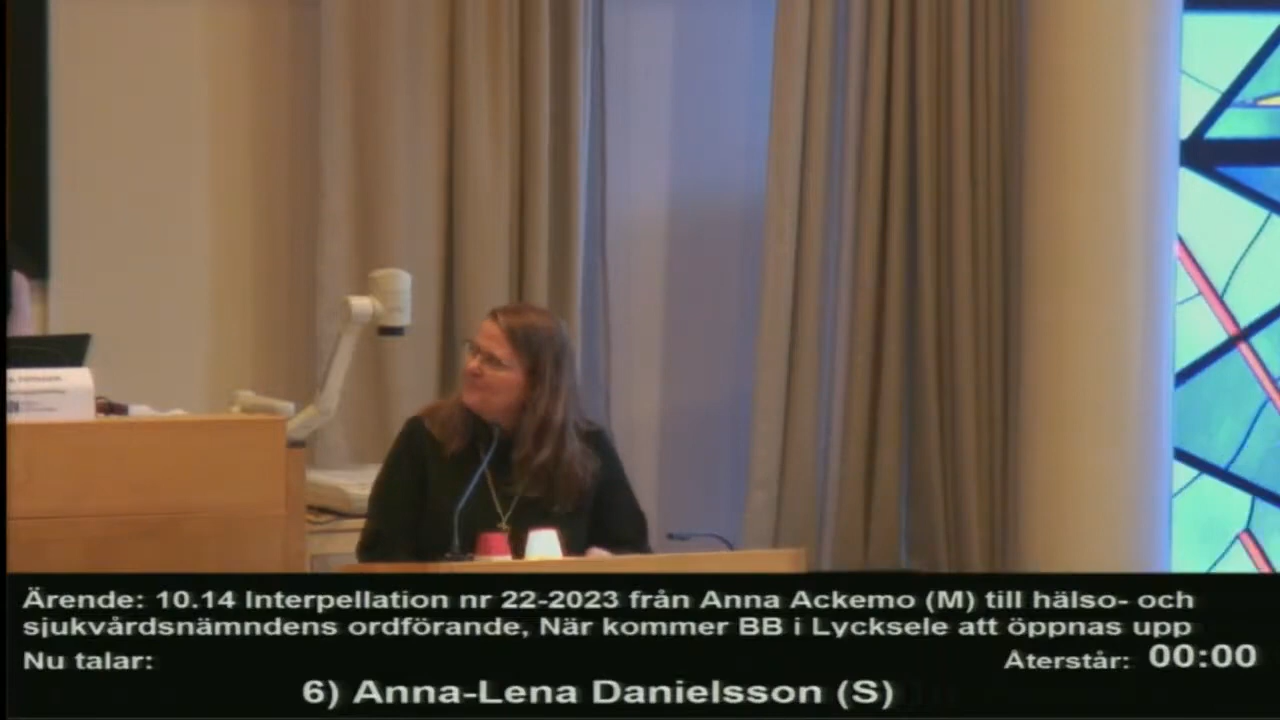 Ärende: 10.14 Interpellation nr 22-2023 från Anna Ackemo (M) till hälso- och
sjukvårdsnämndens ordförande, När kommer BB i Lycksele att öppnas upp
Nu talar:
Återstår: 00:00
6) Anna-Lena Danielsson (S)